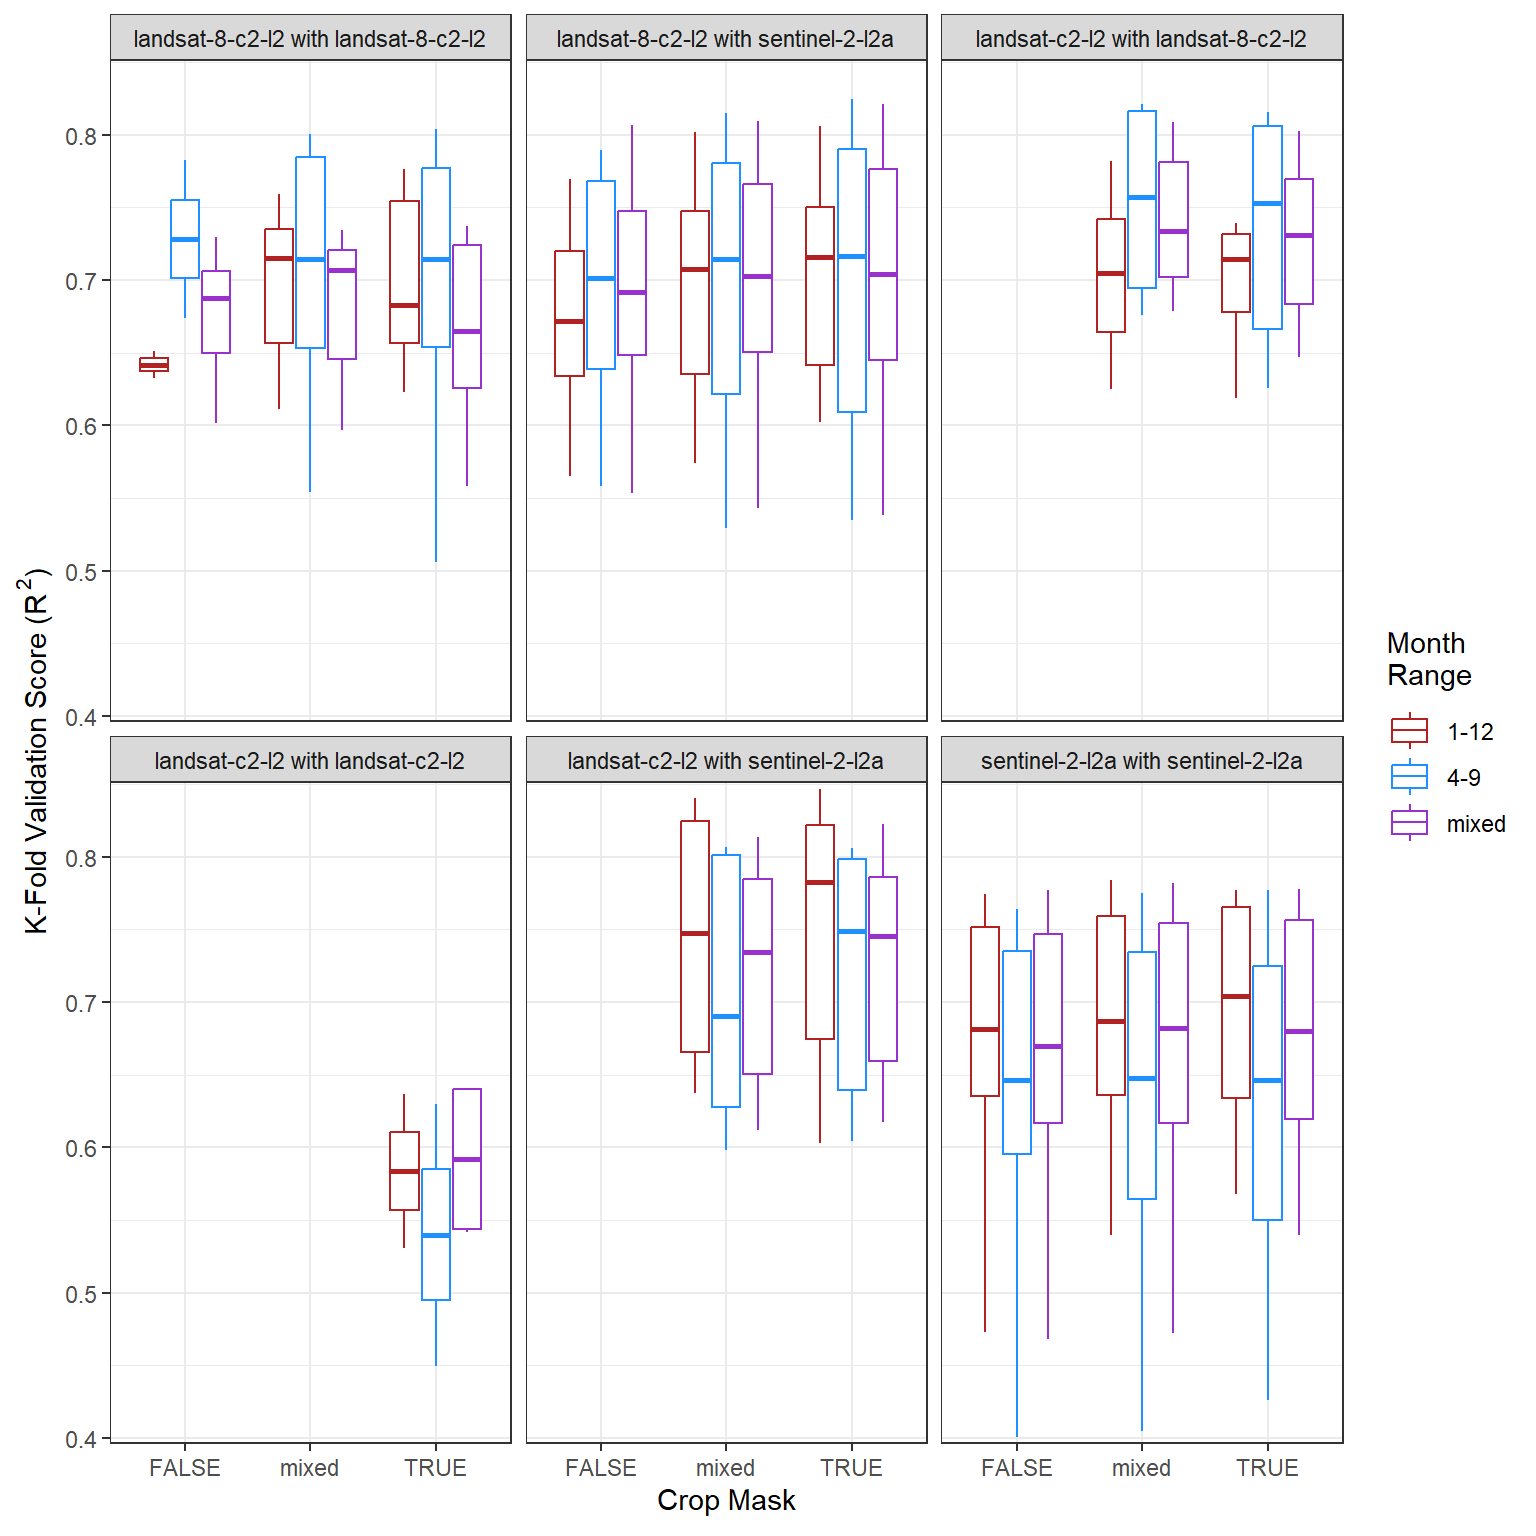 landsat-8-c2-l2 with landsat-8-c2-l2
landsat-8-c2-l2 with sentinel-2-l2a
landsat-c2-l2 with landsat-8-c2-l2
0.8
0.7
0.6
0.5
0.4
landsat-c2-l2 with landsat-c2-l2
landsat-c2-l2 with sentinel-2-l2a
sentinel-2-l2a with sentinel-2-l2a
0.8
0.7
0.6
0.5
0.4
FALSE mixed TRUE
FALSE mixed TRUE
FALSE mixed TRUE
Crop Mask
K-Fold Validation Score (R²)
Month
Range
1-12
4-9
mixed